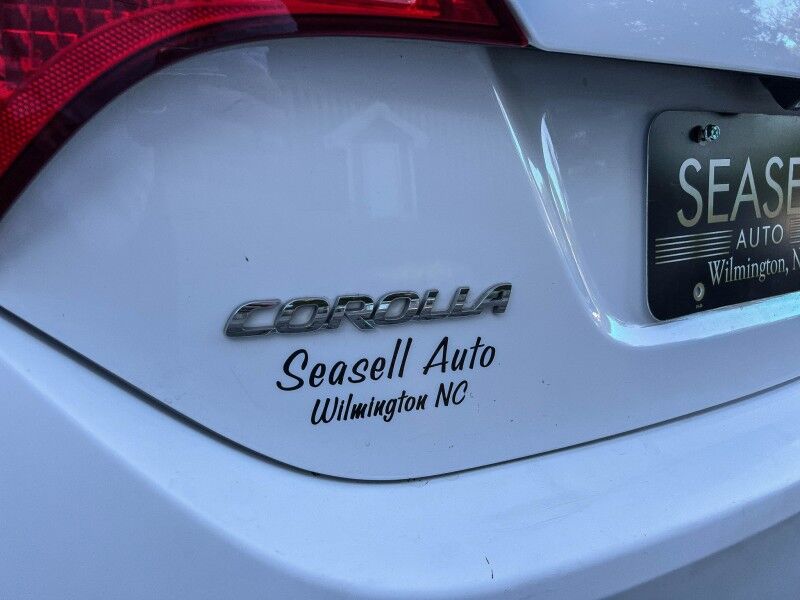 COROLLA
Seasell Auto
Wilmington NC
SEASE
AUTO
Wilmington, N